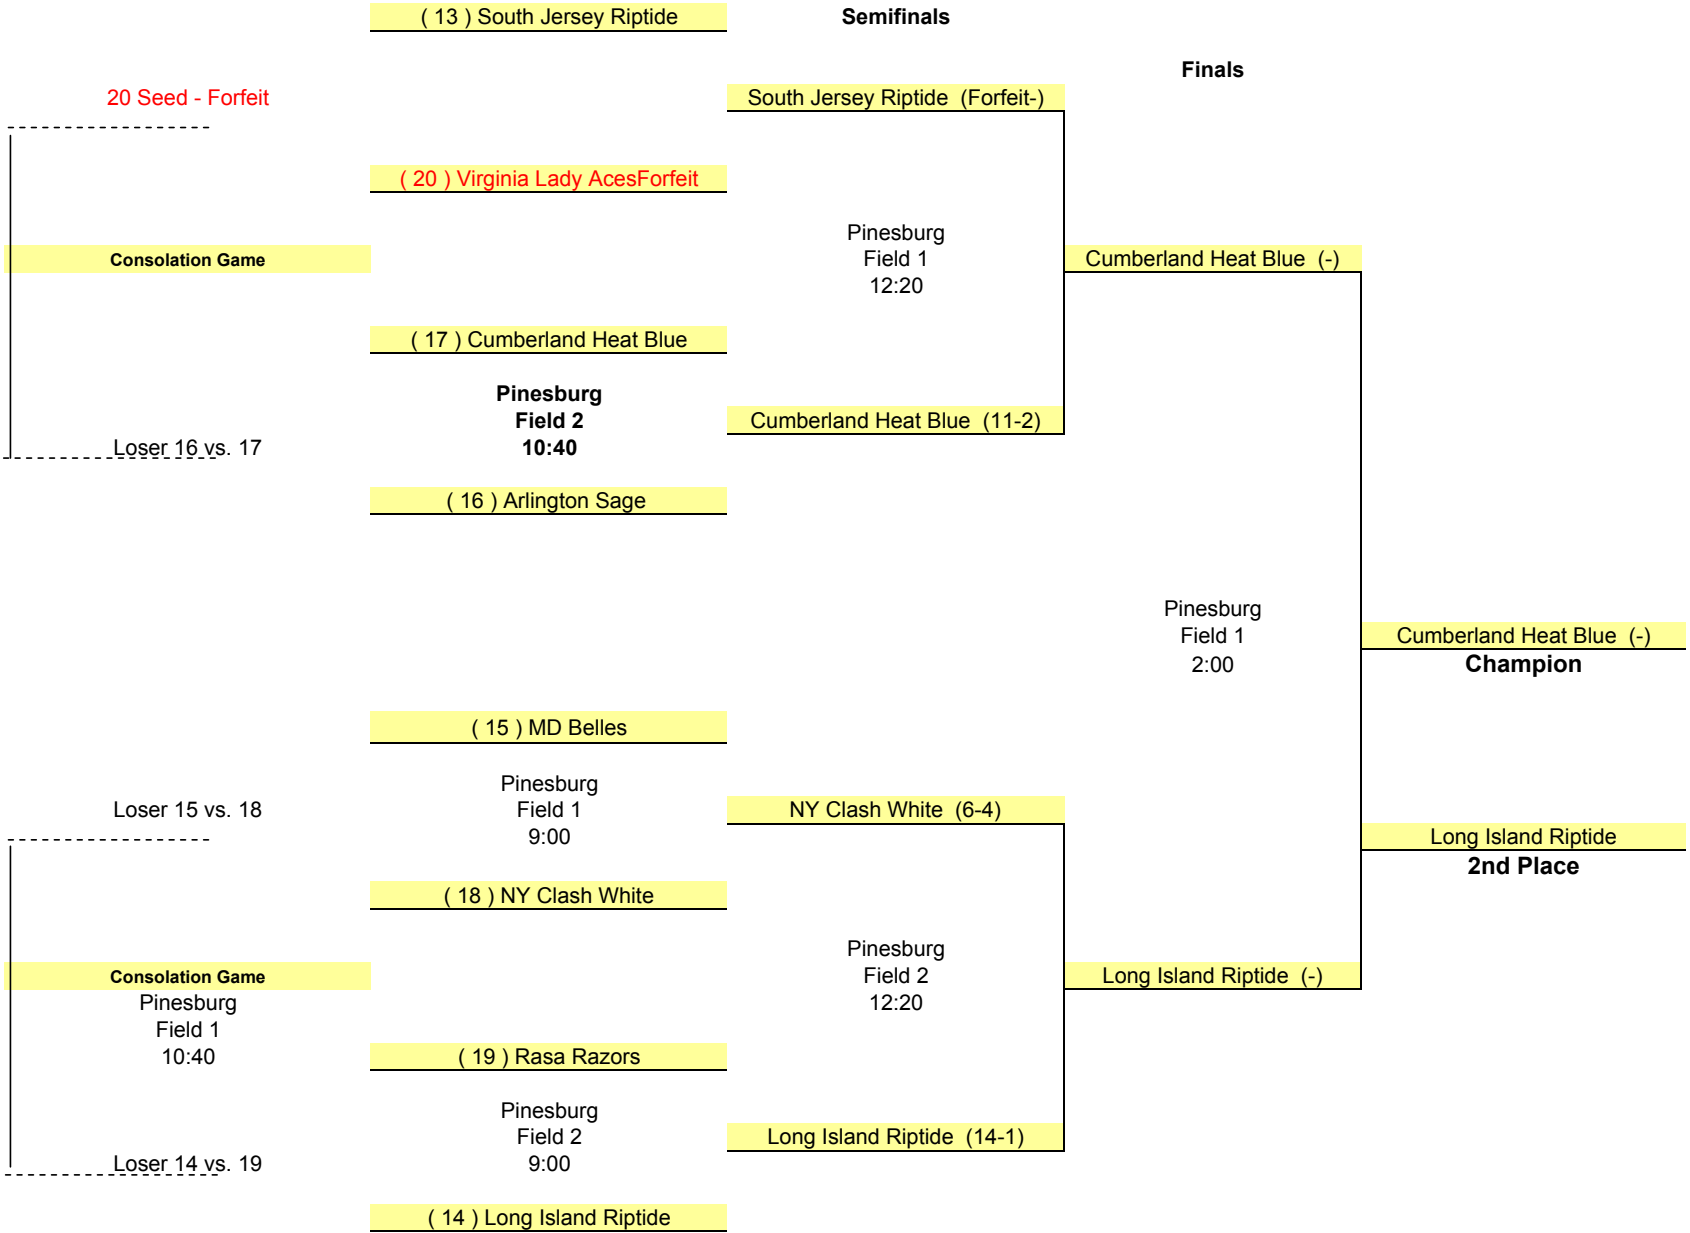 ( 13 ) South Jersey Riptide
Semifinals
Finals
20 Seed - Forfeit
South Jersey Riptide  (Forfeit-)
( 20 ) Virginia Lady AcesForfeit
Pinesburg
Field 1
12:20
Consolation Game
Cumberland Heat Blue  (-)
( 17 ) Cumberland Heat Blue
Pinesburg
Field 2
10:40
Cumberland Heat Blue  (11-2)
Loser 16 vs. 17
( 16 ) Arlington Sage
Pinesburg
Field 1
2:00
Cumberland Heat Blue  (-)
Champion
( 15 ) MD Belles
Pinesburg
Field 1
9:00
Loser 15 vs. 18
NY Clash White  (6-4)
Long Island Riptide
2nd Place
( 18 ) NY Clash White
Pinesburg
Field 2
12:20
Consolation Game
Pinesburg
Field 1
10:40
Long Island Riptide  (-)
( 19 ) Rasa Razors
Pinesburg
Field 2
9:00
Long Island Riptide  (14-1)
Loser 14 vs. 19
( 14 ) Long Island Riptide